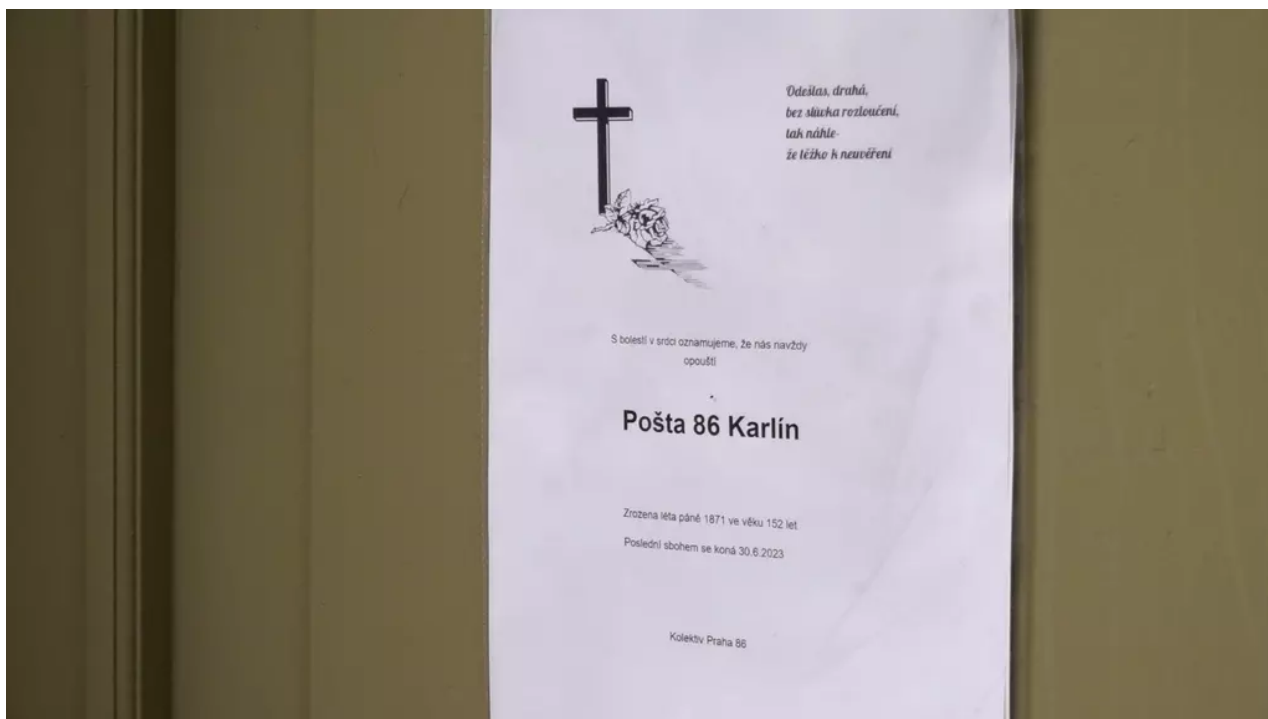 Odešlas, drahá,
bez slůvka rozloučení,
tak náhle-
že těžko k neuvěření
S bolestí v srdci oznamujeme, že nás navždy
opouští
Pošta 86 Karlín
Zrozena léta páně 1871 ve věku 152 let
Poslední sbohem se koná 30.6.2023
Kolektiv Praha 86